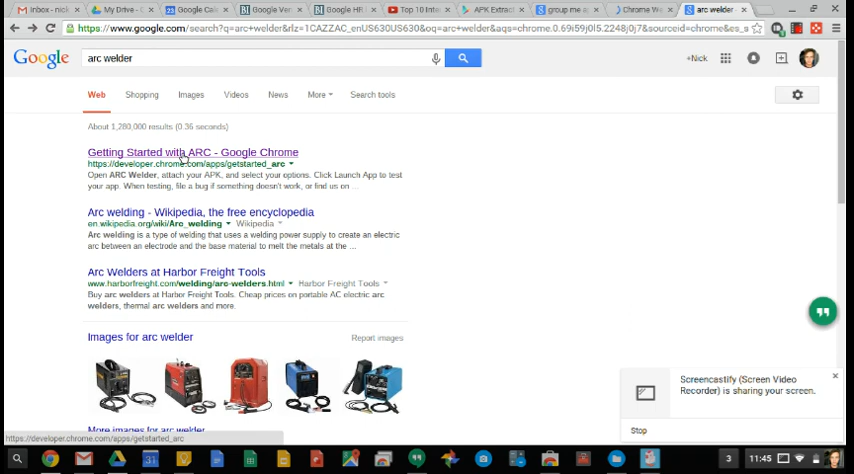 Inbox - nick
My Drive - G
Google Cale
Google Ver
Google HR
Top 10 Inter
APK Extract
group me a
Chrome We
arc welder -
https://www.google.com/search?q=arc+welder&rlz=1CAZZAC_enUS630US630&oq=arc+welder&aqs=chrome.0.69i59j0l5.2248j0j7&sourceid=chrome&es_s
Google
arc welder
+Nick
Web
Shopping
Images
Videos
News
More
Search tools
About 1,280,000 results (0.36 seconds)
Getting Started with ARC - Google Chrome
https://developer.chrome.com/apps/getstarted_arc
Open ARC Welder, attach your APK, and select your options. Click Launch App to test
your app. When testing, file a bug if something doesn't work, or find us on ...
Arc welding - Wikipedia, the free encyclopedia
en.wikipedia.org/wiki/Arc_welding Wikipedia
Arc welding is a type of welding that uses a welding power supply to create an electric
arc between an electrode and the base material to melt the metals at the ...
Arc Welders at Harbor Freight Tools
www.harborfreight.com/welding/arc-welders.html Harbor Freight Tools
Buy arc welders at Harbor Freight Tools. Cheap prices on portable AC electric arc
welders, thermal arc welders and more.
Images for arc welder
Report images
Screencastify (Screen Video
Recorder) is sharing your screen.
Stop
More images for arc welder
https://developer.chrome.com/apps/getstarted_arc
31
3
11:45